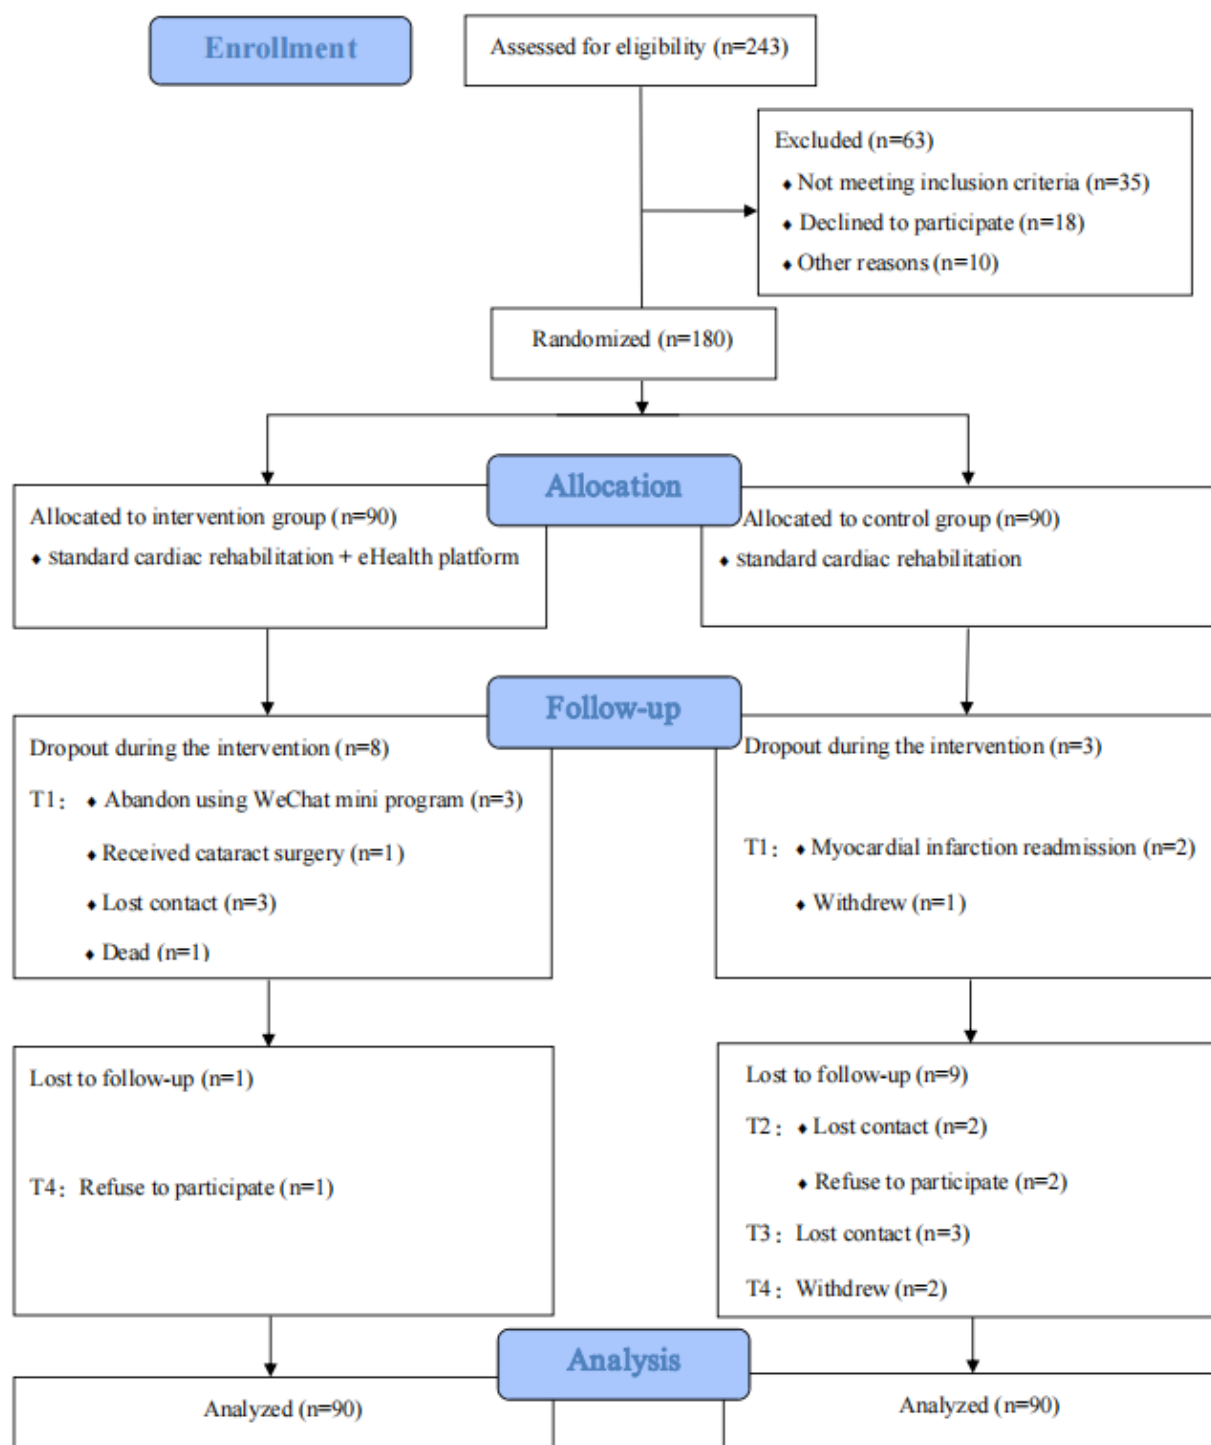 Enrollment
Assessed for eligibility (n=243)
Excluded (n=63)
♦ Not meeting inclusion criteria (n=35)
♦ Declined to participate (n=18)
♦ Other reasons (n=10)
Randomized (n=180)
Allocation
Allocated to intervention group (n=90)
♦ standard cardiac rehabilitation + eHealth platform
Allocated to control group (n=90)
♦ standard cardiac rehabilitation
Follow-up
Dropout during the intervention (n=8)
T1: ♦ Abandon using WeChat mini program (n=3)
♦ Received cataract surgery (n=1)
♦ Lost contact (n=3)
♦ Dead (n=1)
Dropout during the intervention (n=3)
T1: ♦ Myocardial infarction readmission (n=2)
♦ Withdrew (n=1)
Lost to follow-up (n=1)
T4: Refuse to participate (n=1)
Lost to follow-up (n=9)
T2: ♦ Lost contact (n=2)
♦ Refuse to participate (n=2)
T3: Lost contact (n=3)
T4: Withdrew (n=2)
Analysis
Analyzed (n=90)
Analyzed (n=90)